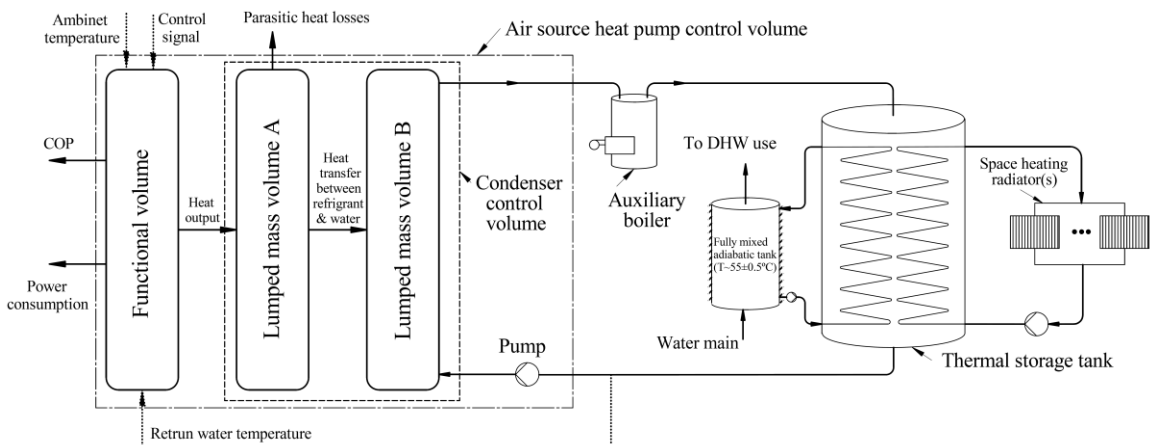 Ambinet
temperature
Control
signal
Parasitic heat losses
Air source heat pump control volume
COP
Power
consumption
Functional volume
Heat
output
Lumped mass volume A
Heat
transfer
between
refrigrant
& water
Lumped mass volume B
Condenser
control
volume
Auxiliary
boiler
To DHW use
Fully mixed
adiabatic tank
(T~55±0.5ºC)
Water main
Space heating
radiator(s)
Pump
Thermal storage tank
Retrun water temperature